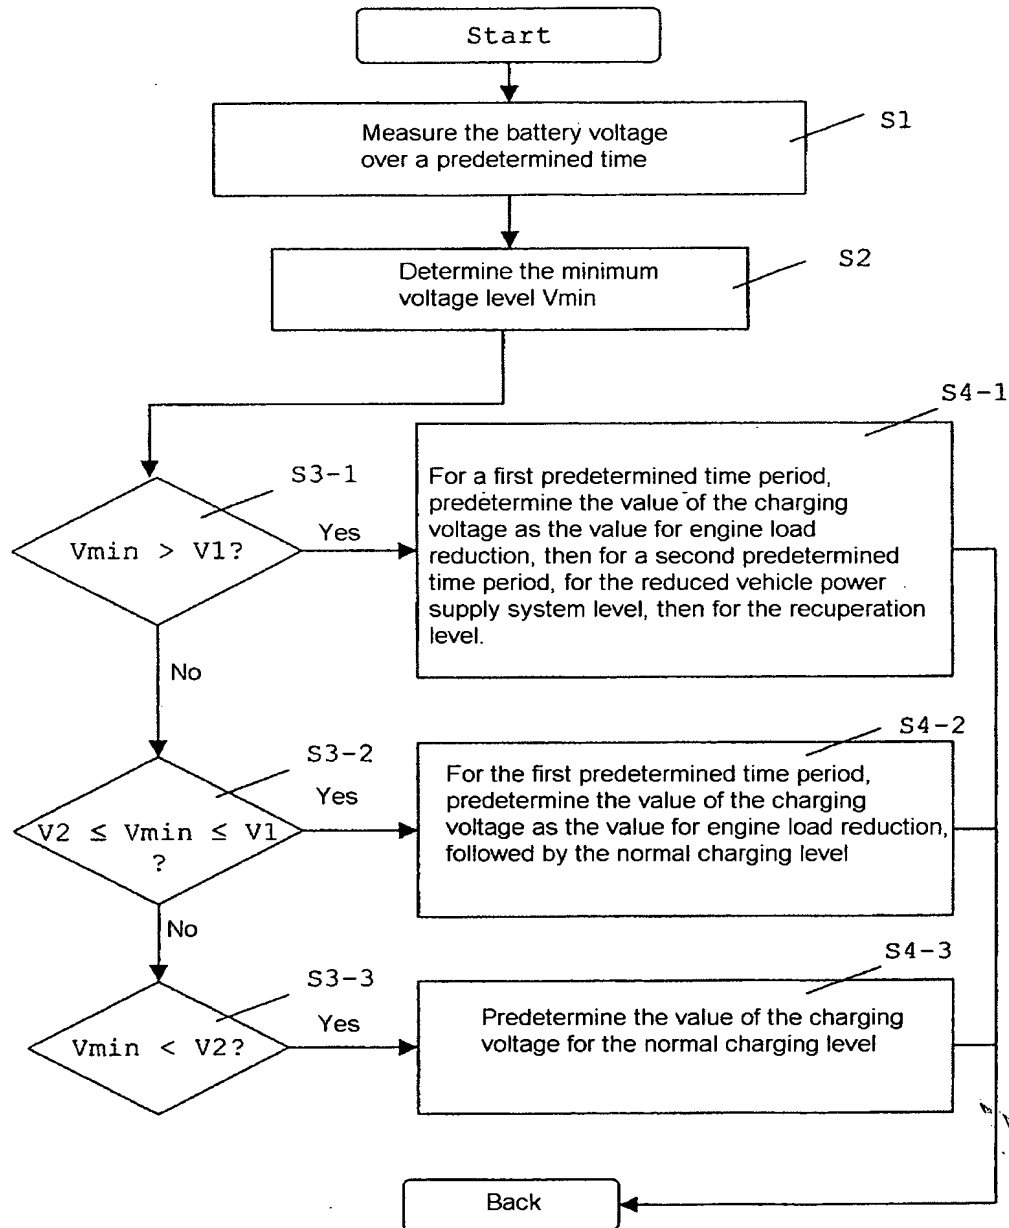 Start
Measure the battery voltage
over a predetermined time
S1
Determine the minimum
voltage level Vmin
S2
S4-1
S3-1
Vmin > V1?
Yes
For a first predetermined time period,
predetermine the value of the charging
voltage as the value for engine load
reduction, then for a second predetermined
time period, for the reduced vehicle power
supply system level, then for the recuperation
level.
No
S4-2
S3-2
V2 ≤ Vmin ≤ V1
?
Yes
For the first predetermined time period,
predetermine the value of the charging
voltage as the value for engine load reduction,
followed by the normal charging level
No
S4-3
S3-3
Vmin < V2?
Yes
Predetermine the value of the charging
voltage for the normal charging level
Back